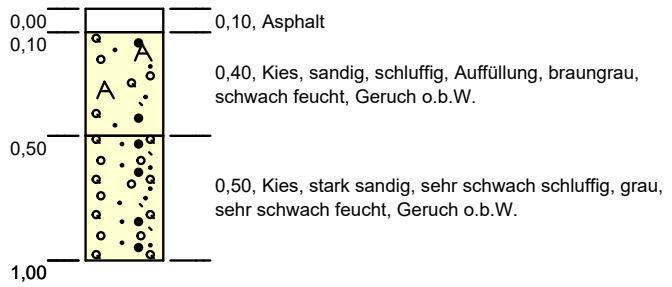 0,00
0,10, Asphalt
0,10
A
0,40, Kies, sandig, schluffig, Auffüllung, braungrau,
schwach feucht, Geruch o.b.W.
A
0,50
0,50, Kies, stark sandig, sehr schwach schluffig, grau,
sehr schwach feucht, Geruch o.b.W.
1,00